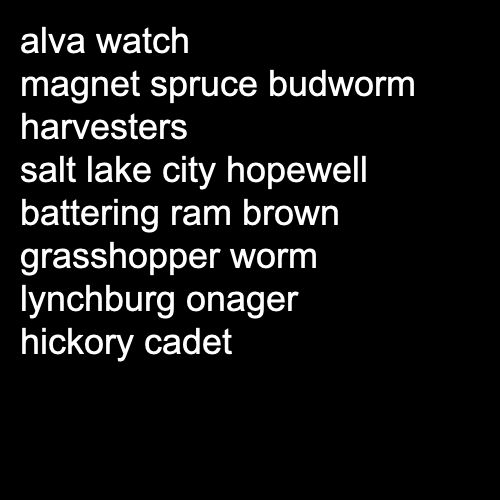 alva watch
magnet spruce budworm
harvesters
salt lake city hopewell
battering ram brown
grasshopper worm
lynchburg onager
hickory cadet